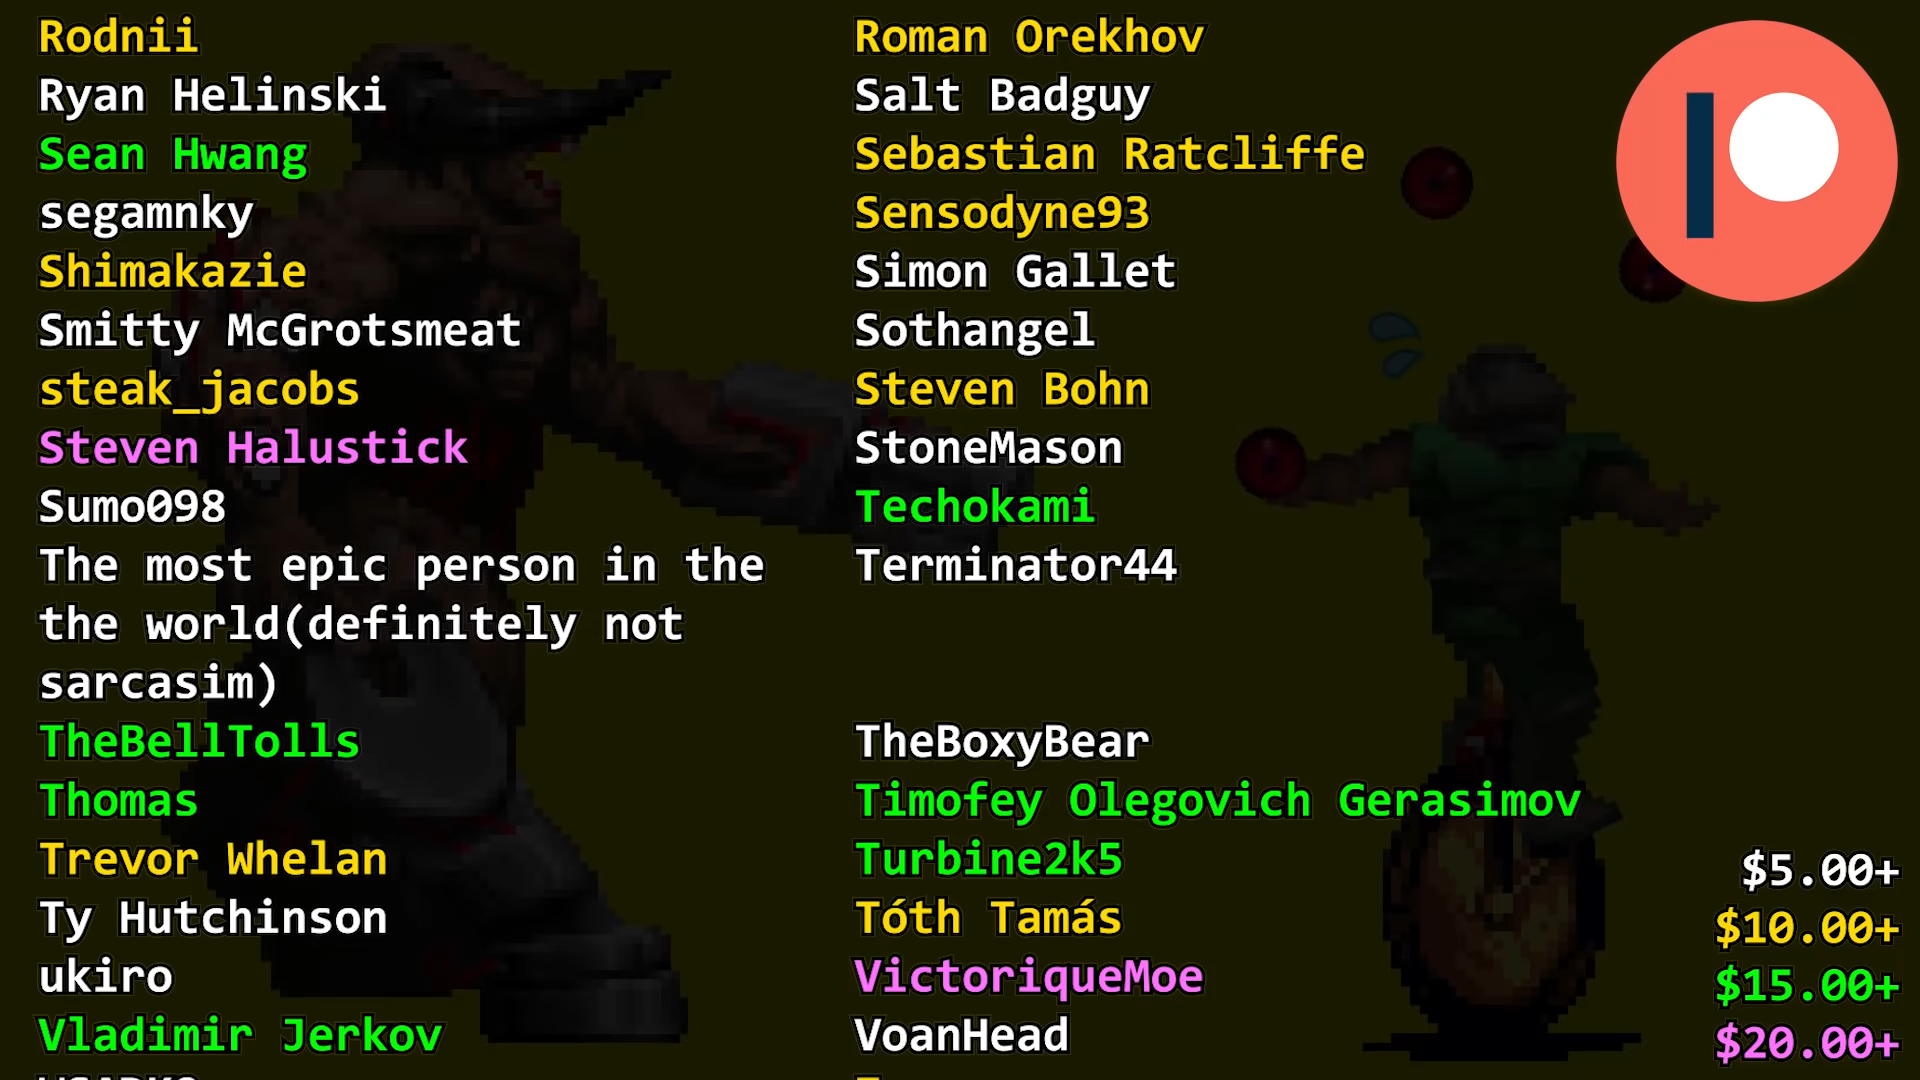 Rodnii
Roman Orekhov
Ryan Helinski
Salt Badguy
Sean Hwang
Sebastian Ratcliffe
segamnky
Sensodyne93
Shimakazie
Simon Gallet
Smitty McGrotsmeat
Sothangel
steak_jacobs
Steven Bohn
Steven Halustick
StoneMason
Sumo098
Techokami
The most epic person in the
the world(definitely not
sarcasim)
Terminator44
TheBellTolls
TheBoxyBear
Thomas
Timofey Olegovich Gerasimov
Trevor Whelan
Turbine2k5
Ty Hutchinson
Tóth Tamás
ukiro
VictoriqueMoe
Vladimir Jerkov
VoanHead
$5.00+
$10.00+
$15.00+
$20.00+